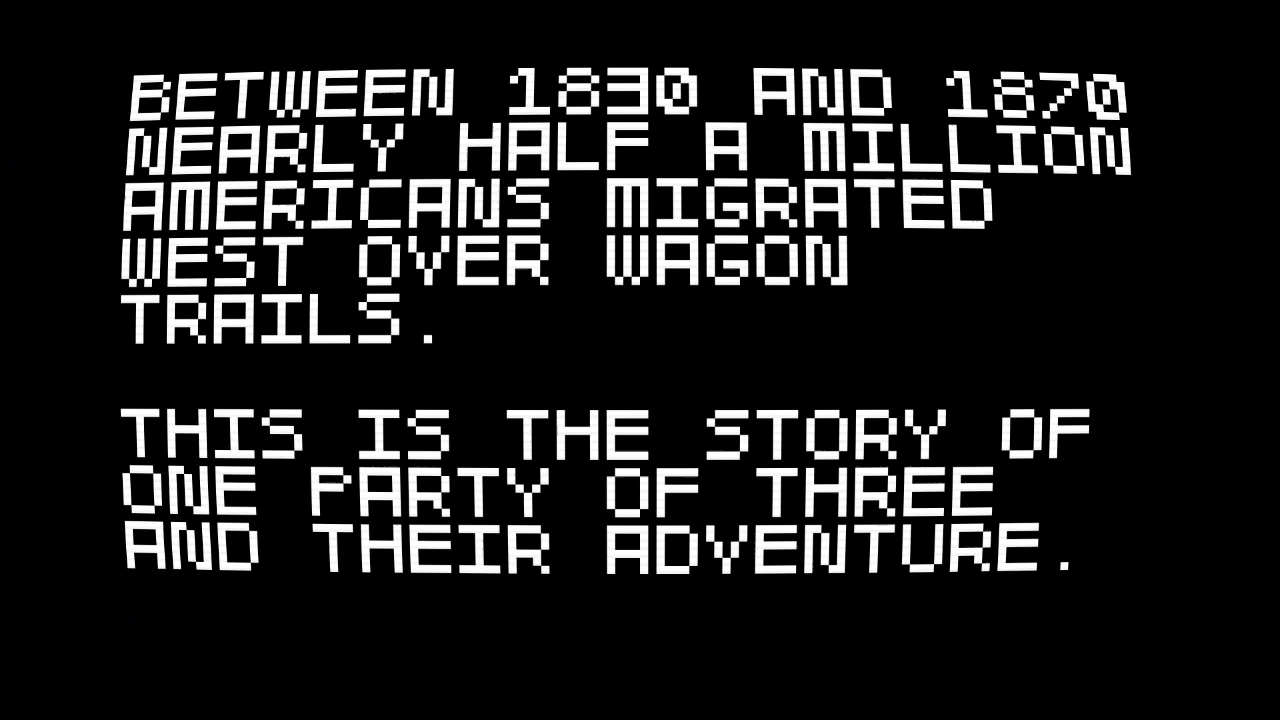 BETWEEN 1830 AND 1870
NEARLY HALF A MILLION
AMERICANS MIGRATED
WEST OVER WAGON
TRAILS.
THIS IS THE STORY OF
ONE PARTY OF THREE
AND THEIR ADVENTURE.